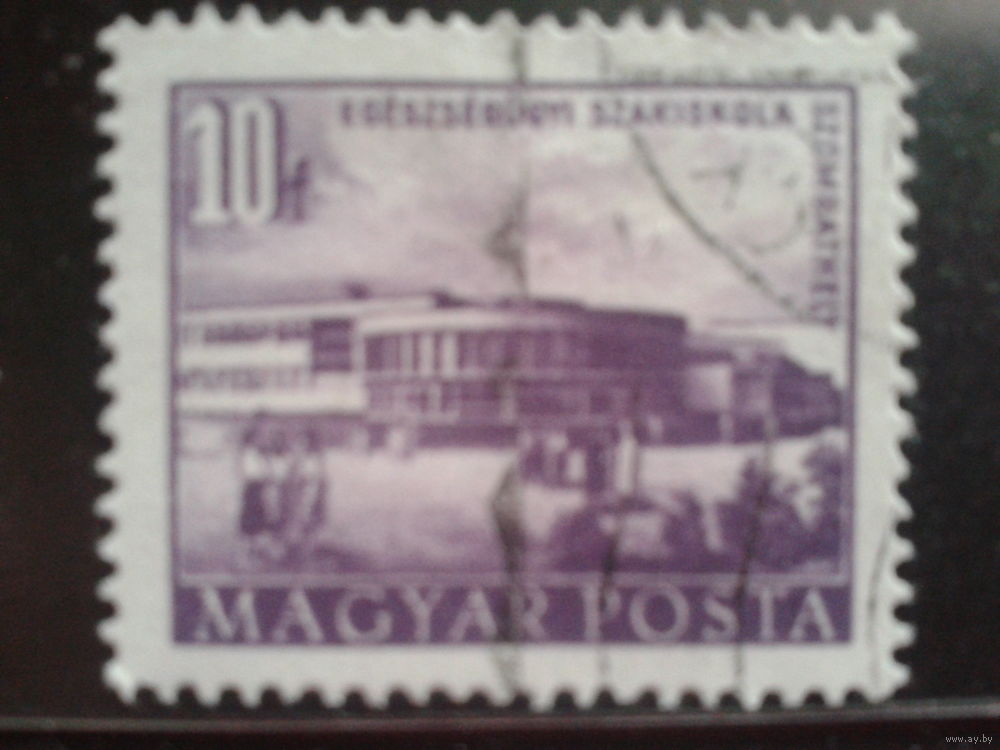 10f
EGÉSZSÉGÜGYI SZAKISKOLA
SZOMBATHELY
MAGYAR POSTA
www.ay.by